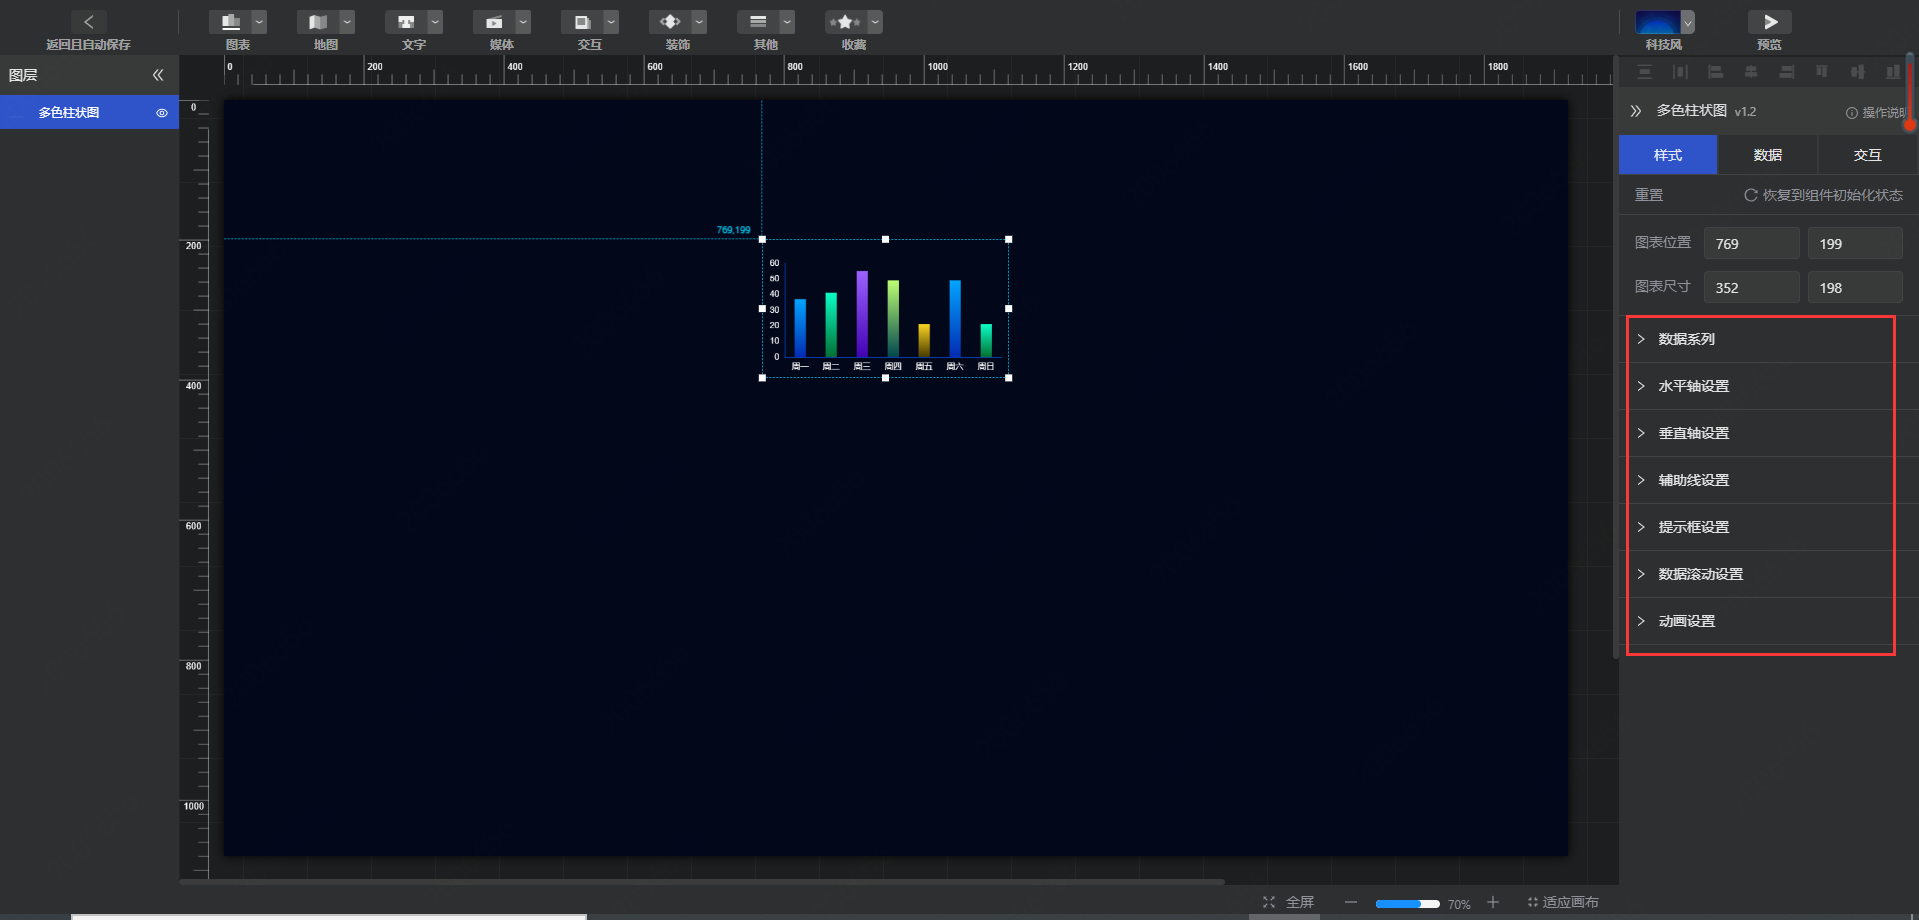 返回且自动保存
图表
地图
文字
媒体
交互
装饰
其他
收藏
科技风
预览
图层
多色柱状图
0 200 400 600 800 1000 1200 1400 1600 1800
0
200
400
600
800
1000
769,199
60
50
40
30
20
10
0
周一 周二 周三 周四 周五 周六 周日
多色柱状图 v1.2
操作说明
样式 数据 交互
重置 恢复到组件初始化状态
图表位置 769 199
图表尺寸 352 198
数据系列
水平轴设置
垂直轴设置
辅助线设置
提示框设置
数据滚动设置
动画设置
全屏 70% 适应画布